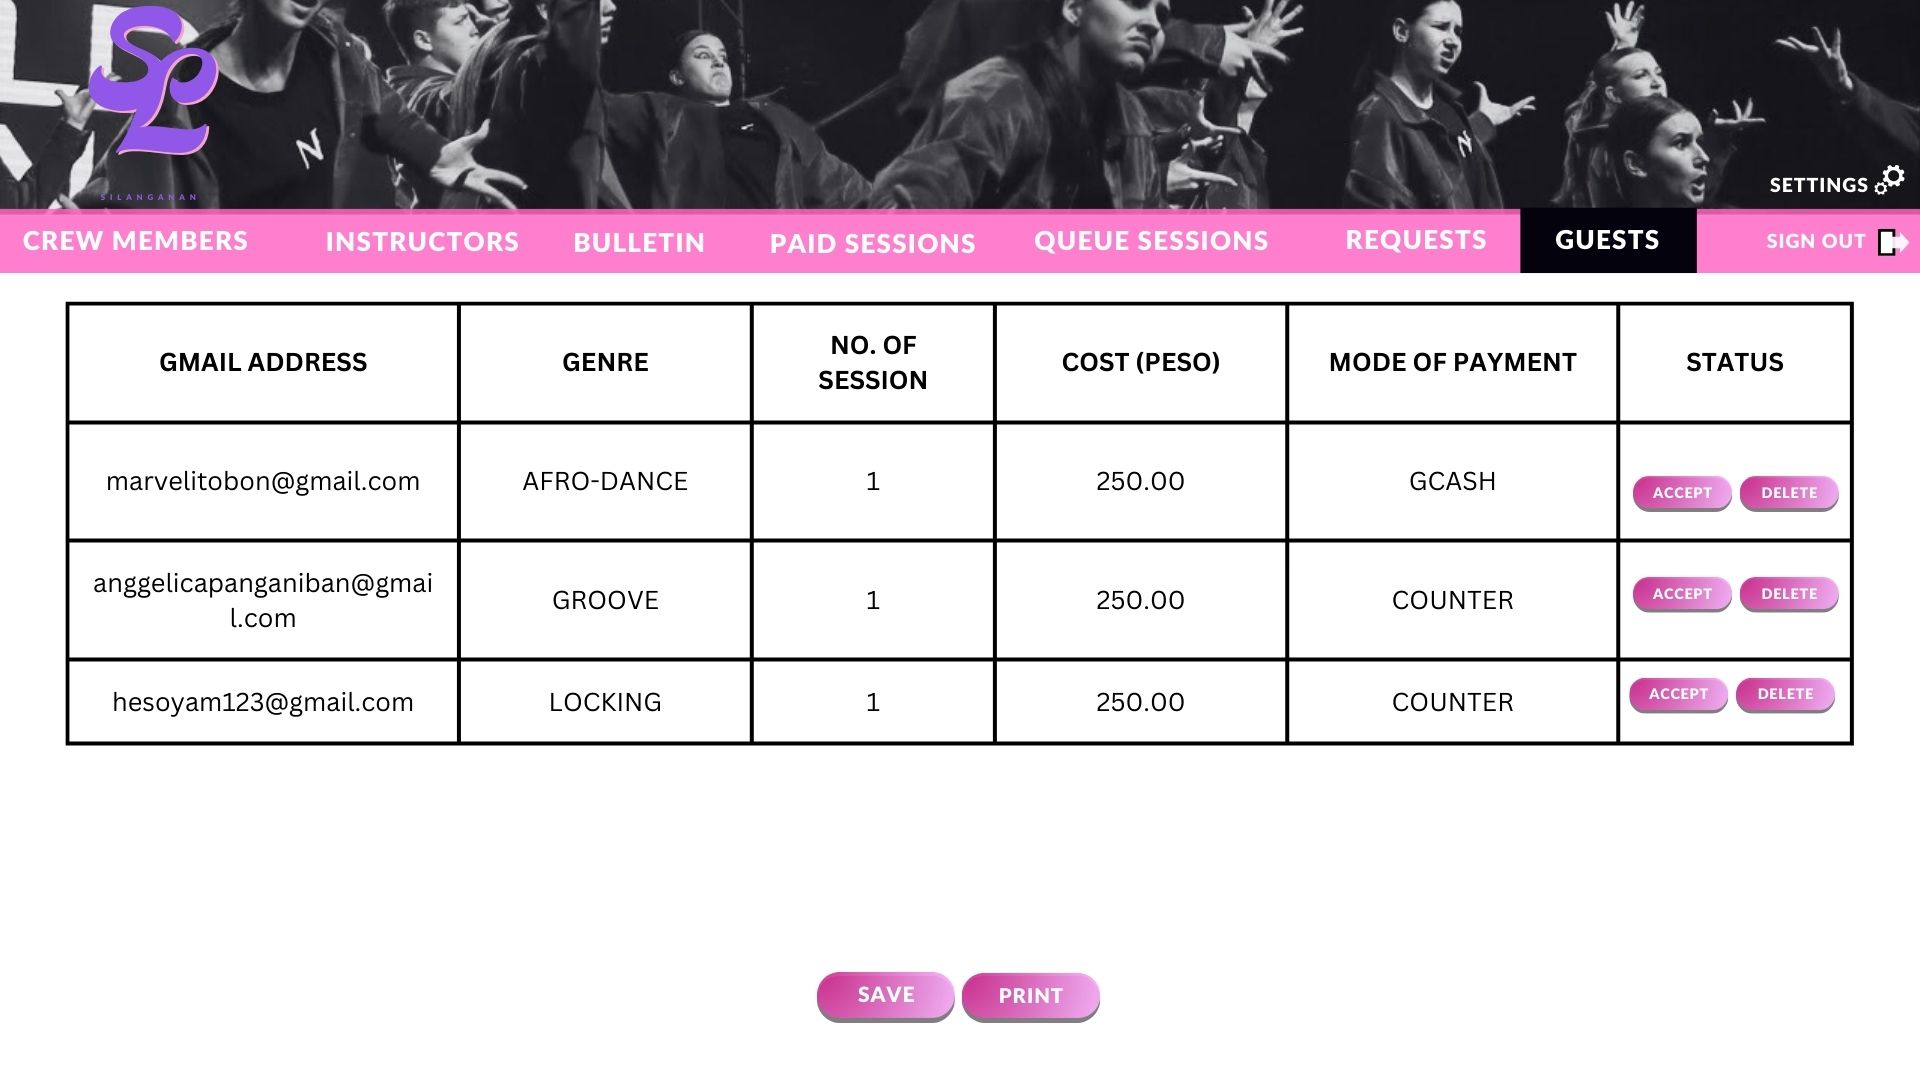 SL
SILANGANAN
N
N
SETTINGS
CREW MEMBERS INSTRUCTORS BULLETIN PAID SESSIONS QUEUE SESSIONS REQUESTS GUESTS SIGN OUT
GMAIL ADDRESS GENRE NO. OF SESSION COST (PESO) MODE OF PAYMENT STATUS
marvelitobon@gmail.com AFRO-DANCE 1 250.00 GCASH ACCEPT DELETE
anggelicapanganiban@gmai
l.com GROOVE 1 250.00 COUNTER ACCEPT DELETE
hesoyam123@gmail.com LOCKING 1 250.00 COUNTER ACCEPT DELETE
SAVE PRINT